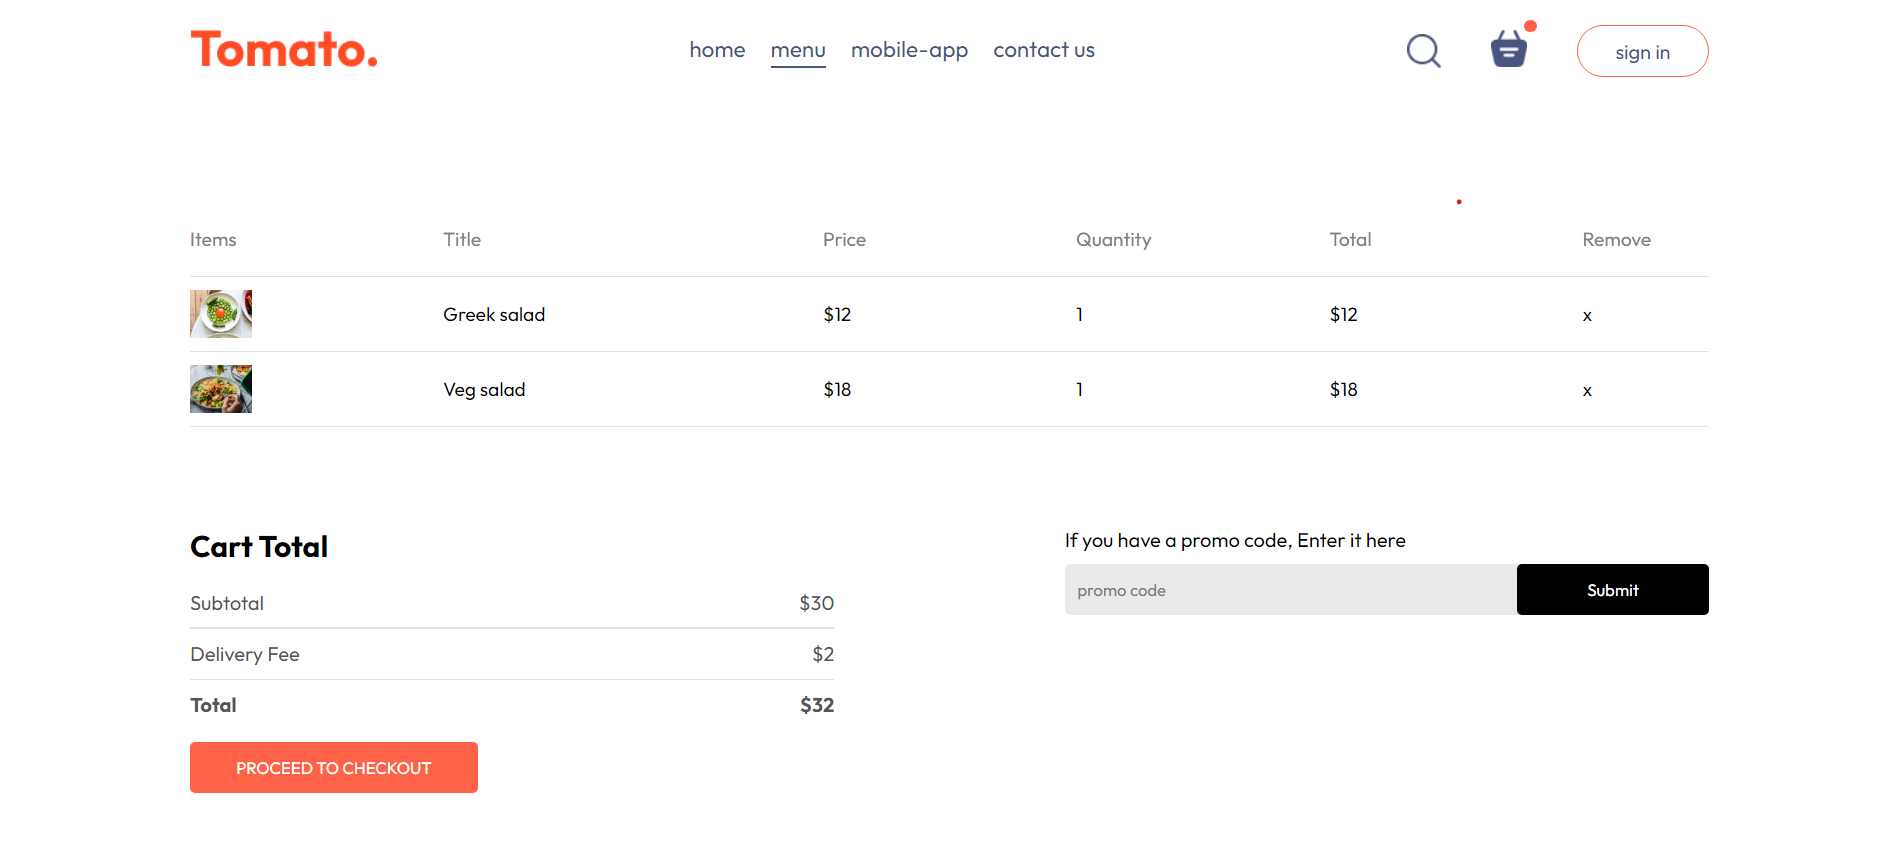 Tomato.
home menu mobile-app contact us
sign in
Items Title Price Quantity Total Remove
Greek salad $12 1 $12 x
Veg salad $18 1 $18 x
Cart Total
Subtotal $30
Delivery Fee $2
Total $32
PROCEED TO CHECKOUT
If you have a promo code, Enter it here
promo code Submit